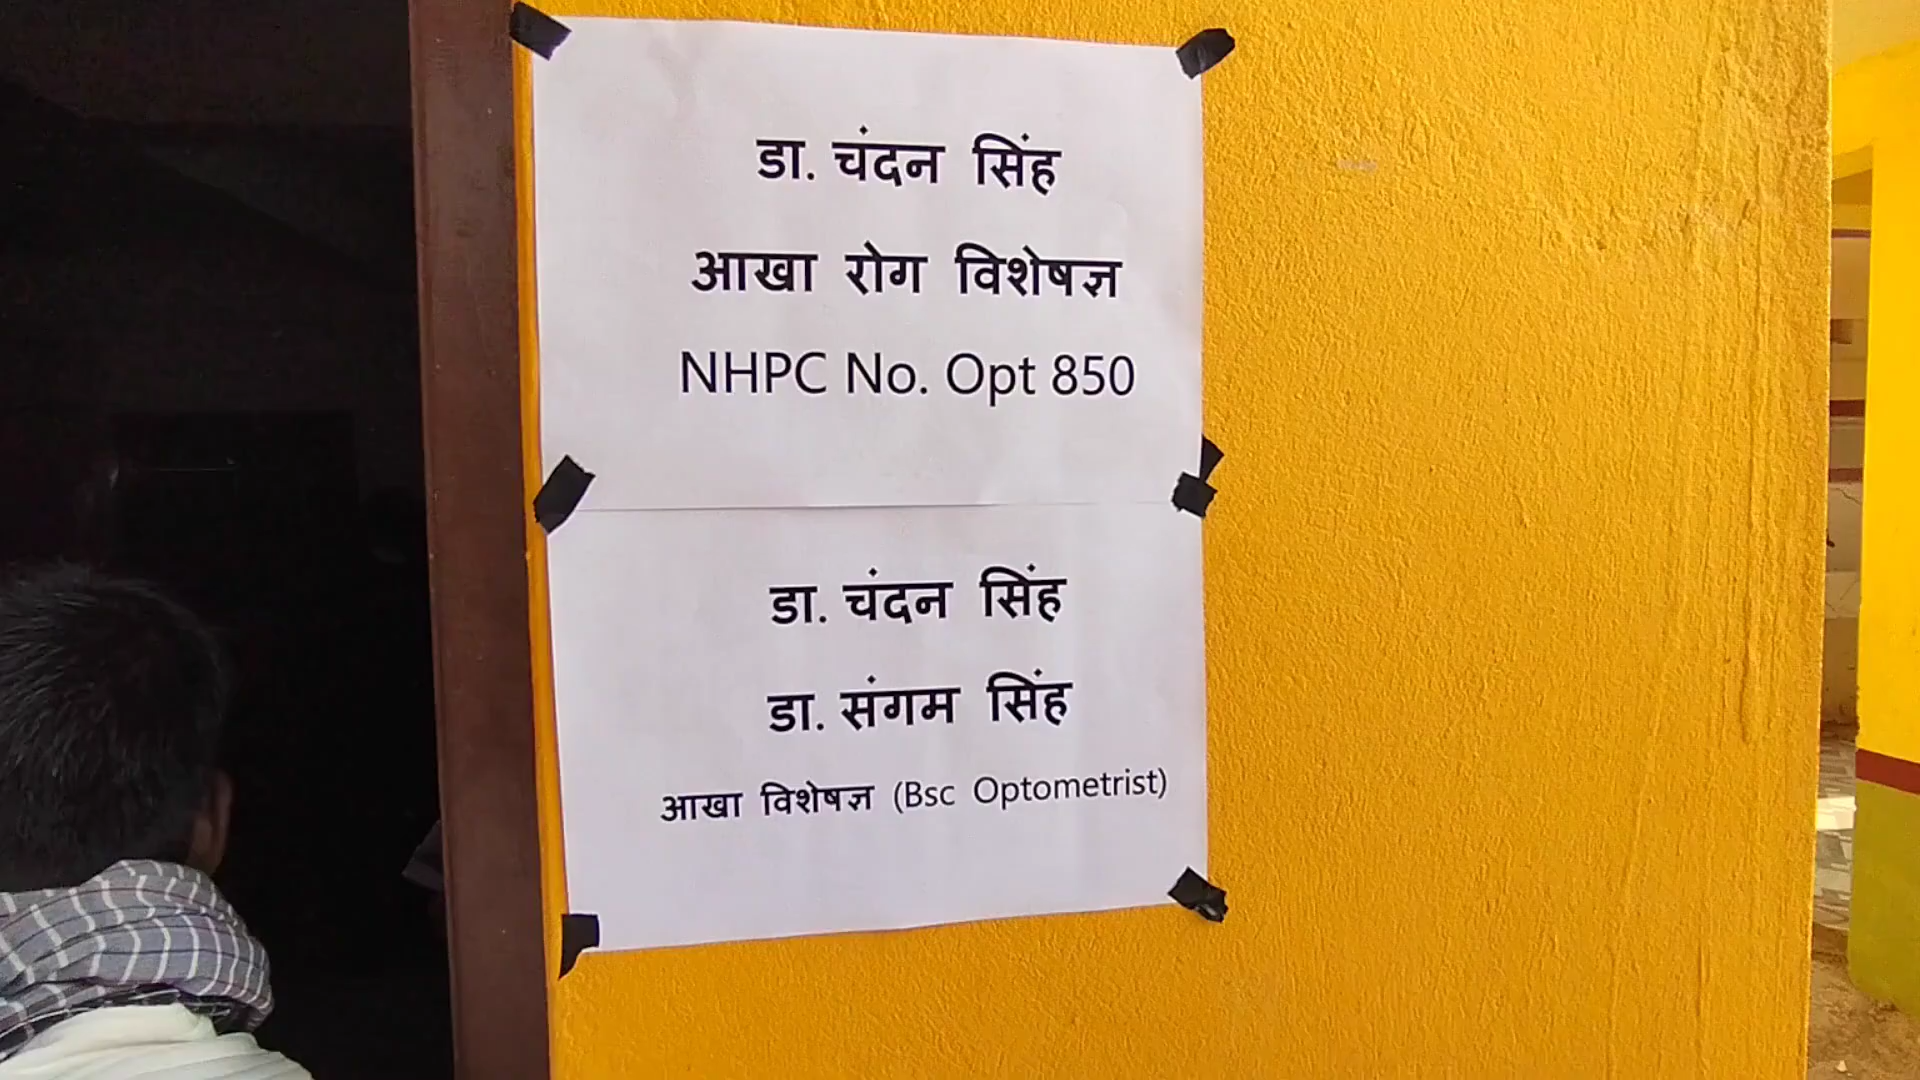 डा. चंदन सिंह
आखा रोग विशेषज्ञ
NHPC No. Opt 850
डा. चंदन सिंह
डा. संगम सिंह
आखा विशेषज्ञ (Bsc Optometrist)